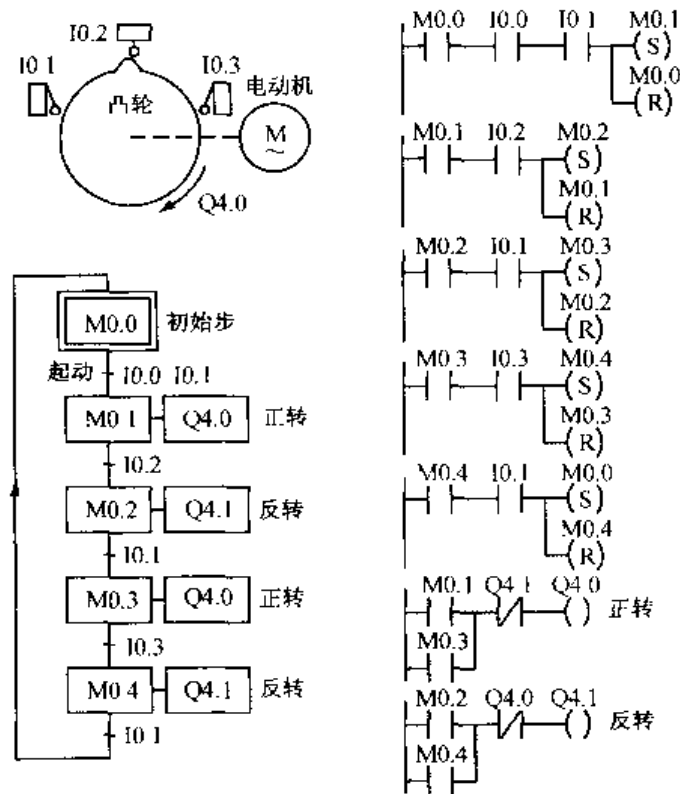 I0.2
I0.1
I0.3
电动机
凸轮
M
~
Q4.0
M0.0 初始步
起动 I0.0 I0.1
M0.1 Q4.0 正转
I0.2
M0.2 Q4.1 反转
I0.1
M0.3 Q4.0 正转
I0.3
M0.4 Q4.1 反转
I0.1
M0.0 I0.0 I0.1 M0.1
(S)
M0.0
(R)
M0.1 I0.2 M0.2
(S)
M0.1
(R)
M0.2 I0.1 M0.3
(S)
M0.2
(R)
M0.3 I0.3 M0.4
(S)
M0.3
(R)
M0.4 I0.1 M0.0
(S)
M0.4
(R)
M0.1 Q4.1 Q4.0
( ) 正转
M0.3
M0.2 Q4.0 Q4.1
( ) 反转
M0.4